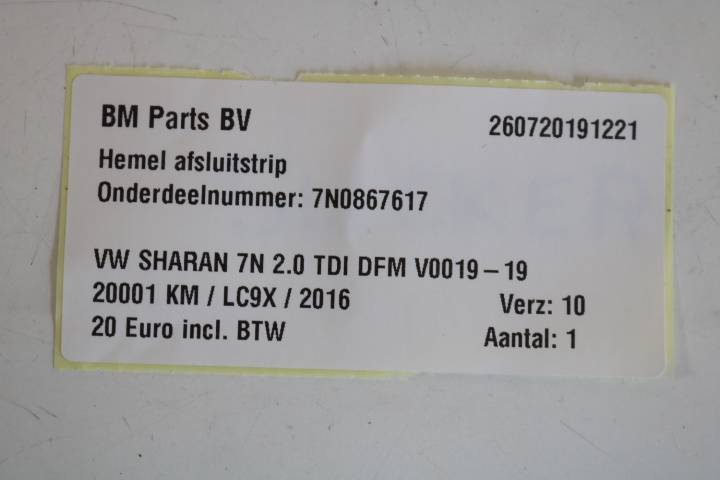 BM Parts BV 260720191221
Hemel afsluitstrip
Onderdeelnummer: 7N0867617
VW SHARAN 7N 2.0 TDI DFM V0019-19
20001 KM / LC9X / 2016 Verz: 10
20 Euro incl. BTW Aantal: 1